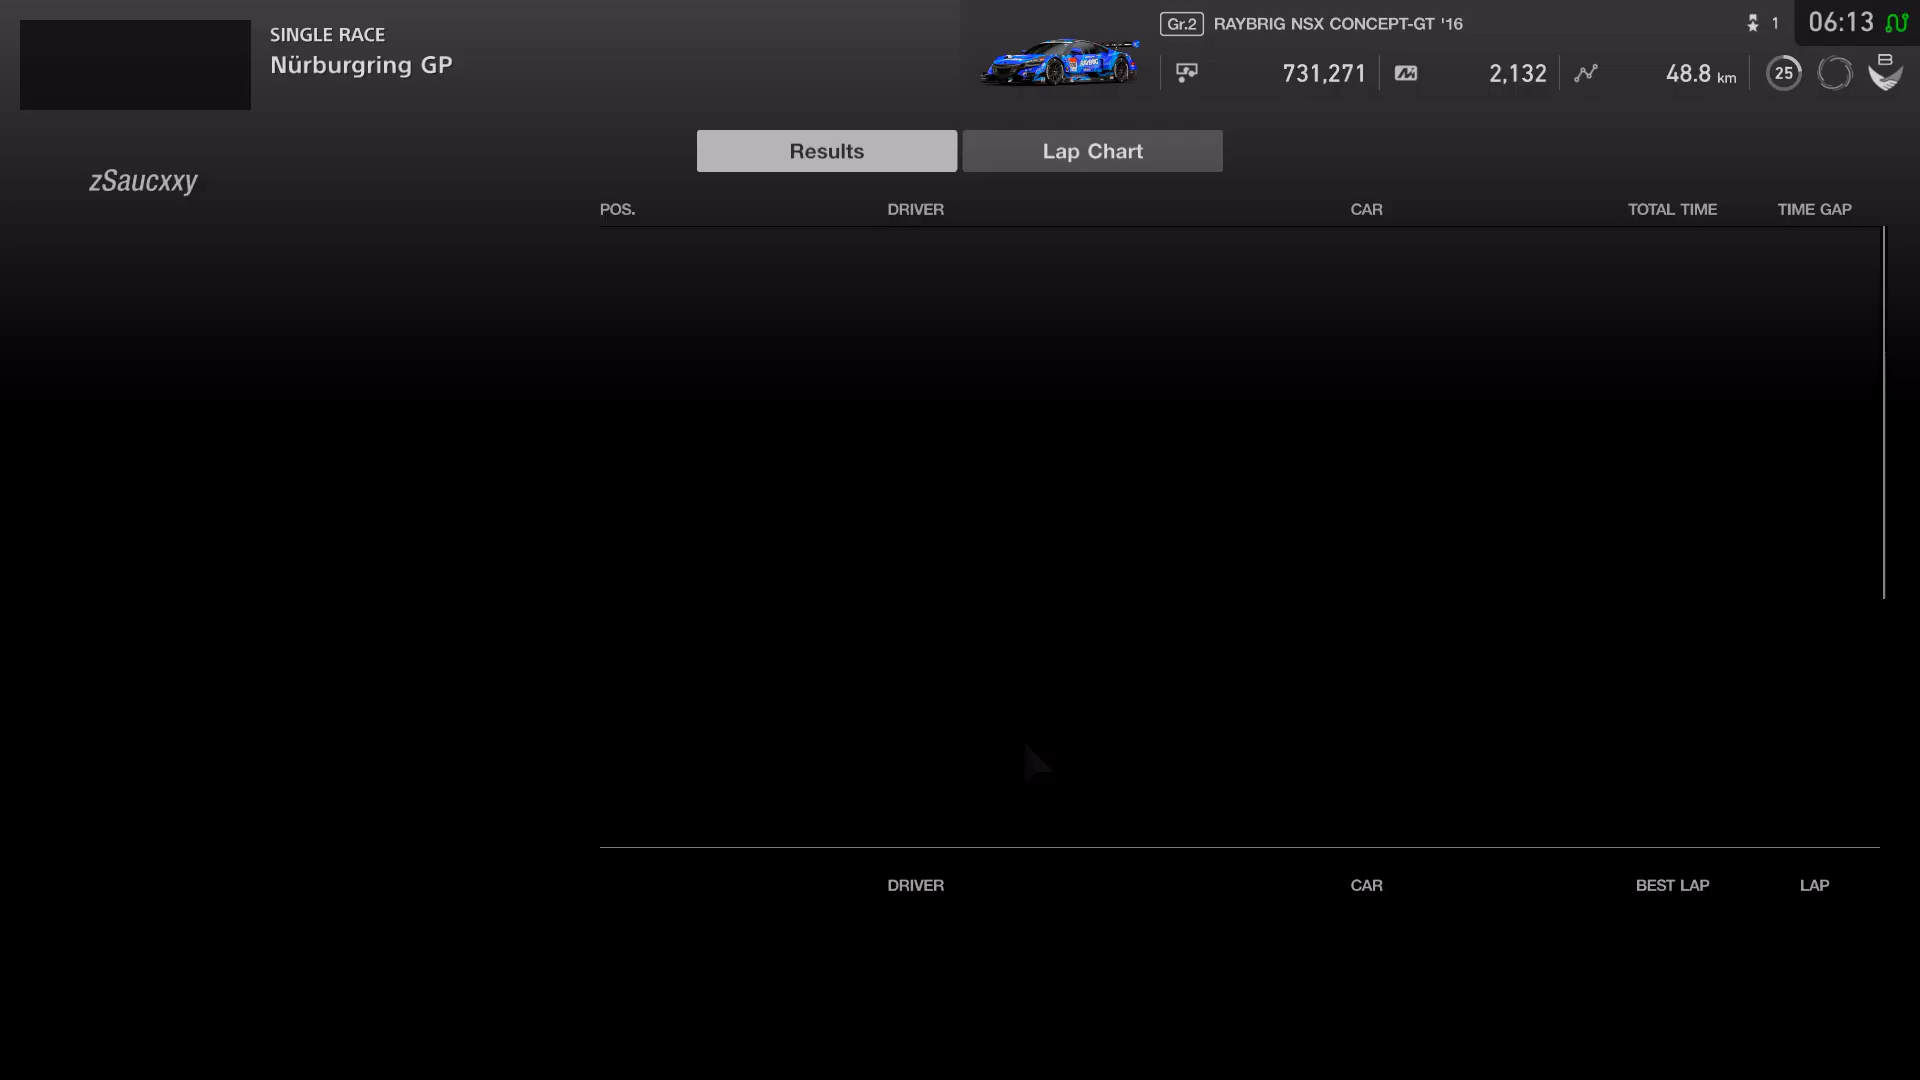 SINGLE RACE
Nürburgring GP
Gr.2 RAYBRIG NSX CONCEPT-GT '16
1
06:13
731,271
2,132
48.8 km
25
B
Results
Lap Chart
zSaucxxy
POS. DRIVER CAR TOTAL TIME TIME GAP
DRIVER CAR BEST LAP LAP